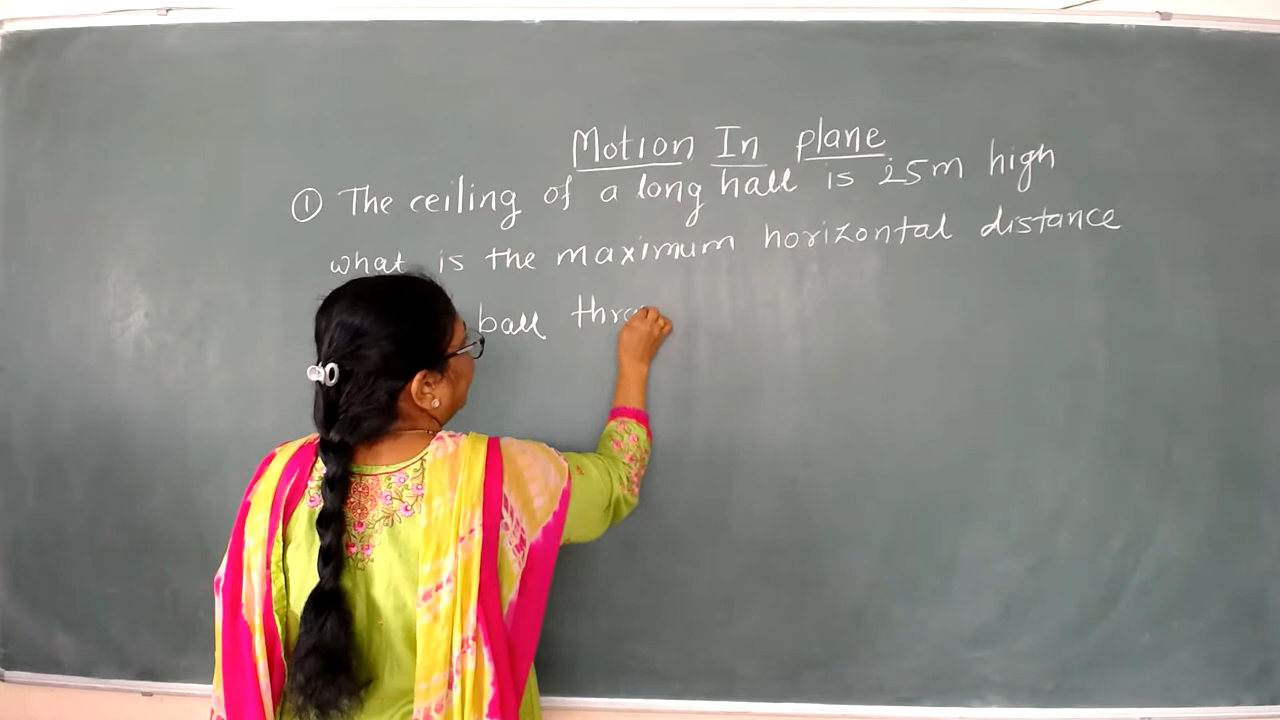 Motion In plane
① The ceiling of a long hall is 25m high
what is the maximum horizontal distance
ball thro